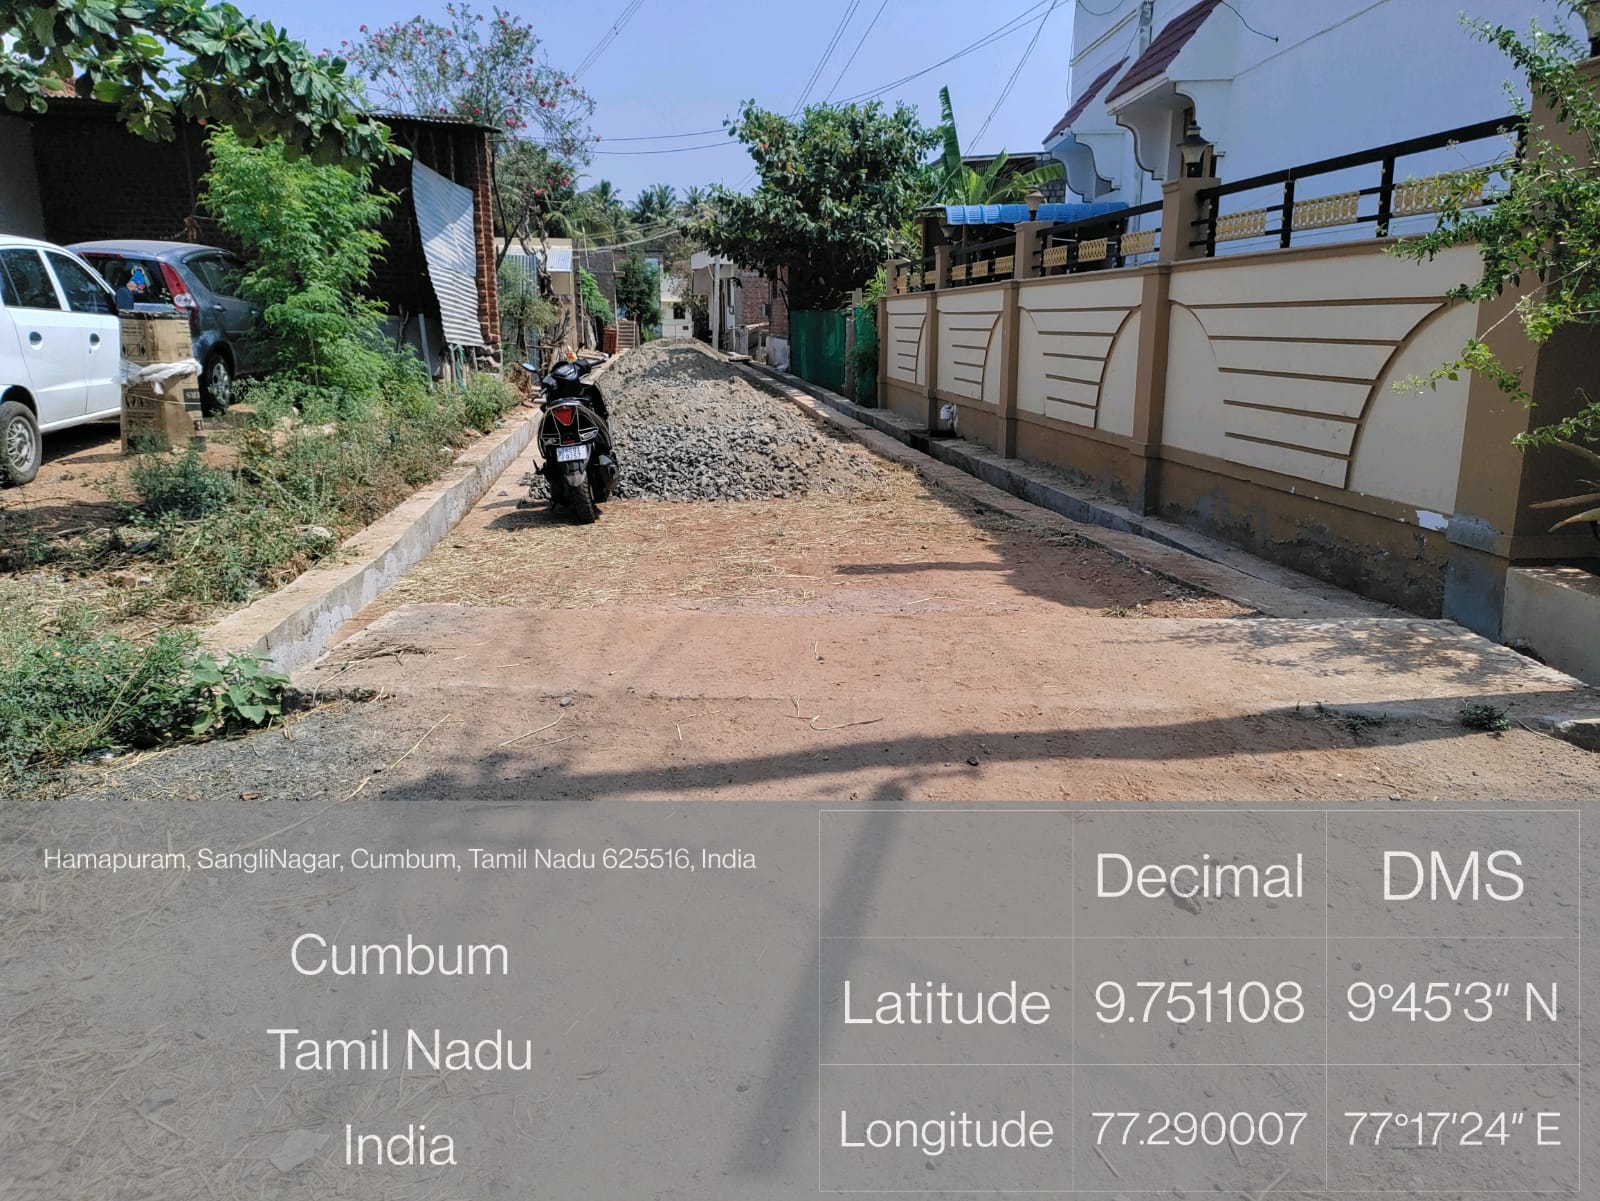 Hamapuram, SangliNagar, Cumbum, Tamil Nadu 625516, India
Cumbum
Tamil Nadu
India
Decimal DMS
Latitude 9.751108 9°45'3" N
Longitude 77.290007 77°17'24" E